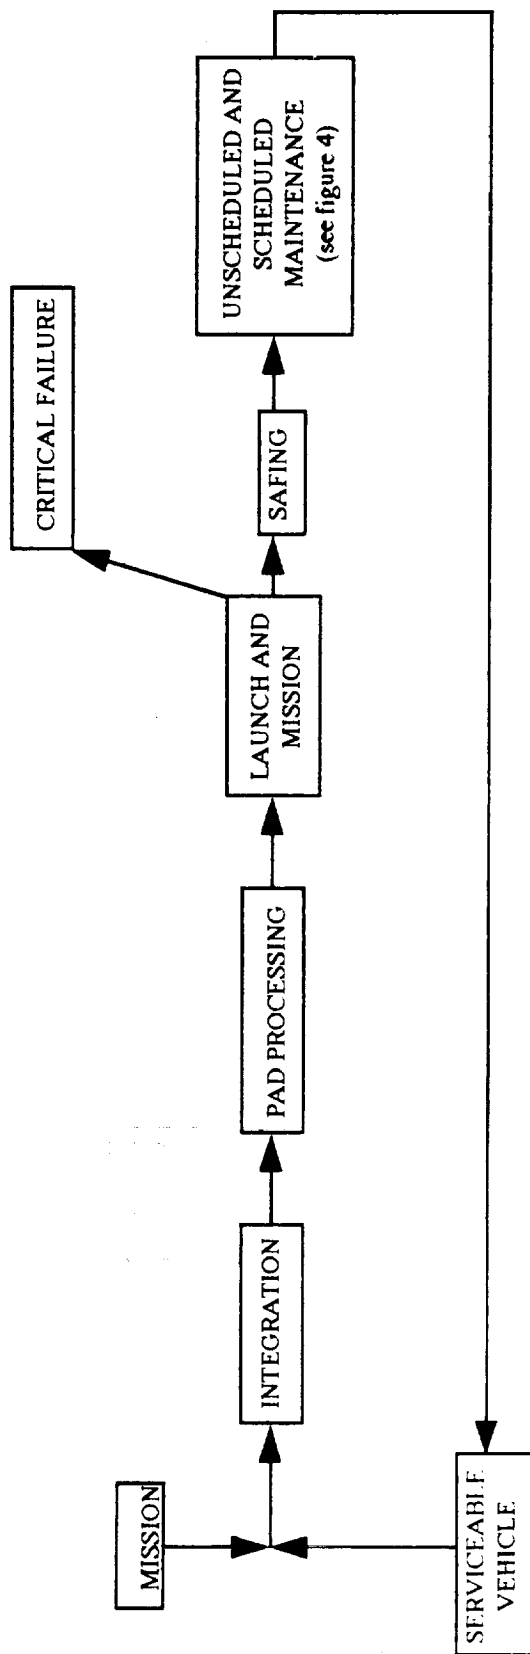 MISSION
SERVICEABLE
VEHICLE
INTEGRATION
PAD PROCESSING
LAUNCH AND
MISSION
CRITICAL FAILURE
SAFING
UNSCHEDULED AND
SCHEDULED
MAINTENANCE
(see figure 4)